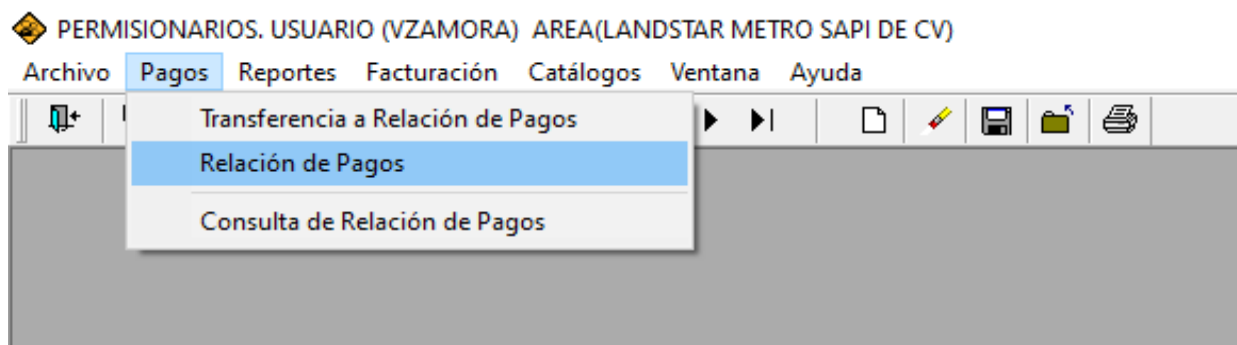 PERMISIONARIOS. USUARIO (VZAMORA) AREA(LANDSTAR METRO SAPI DE CV)
Archivo Pagos Reportes Facturación Catálogos Ventana Ayuda
Transferencia a Relación de Pagos
Relación de Pagos
Consulta de Relación de Pagos